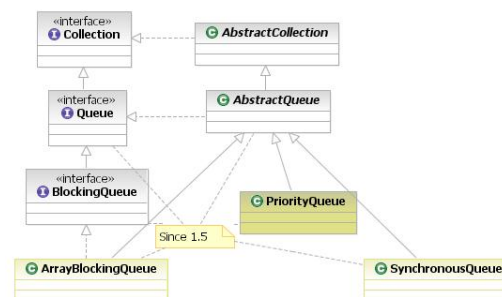 «interface»
I Collection
C AbstractCollection
«interface»
I Queue
C AbstractQueue
«interface»
I BlockingQueue
C PriorityQueue
Since 1.5
C ArrayBlockingQueue
C SynchronousQueue